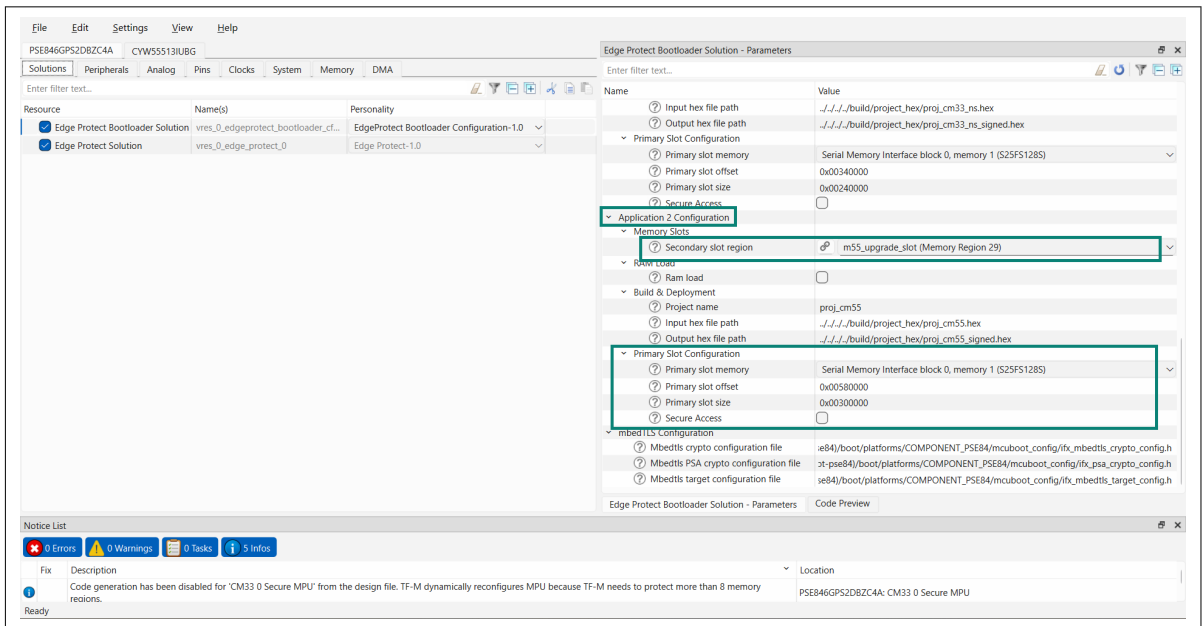 File Edit Settings View Help
PSE846GPS2DBZC4A CYW55513IUBG
Solutions Peripherals Analog Pins Clocks System Memory DMA
Enter filter text...
Resource Name(s) Personality
Edge Protect Bootloader Solution vres_0_edgeprotect_bootloader_cf... EdgeProtect Bootloader Configuration-1.0
Edge Protect Solution vres_0_edge_protect_0 Edge Protect-1.0
Edge Protect Bootloader Solution - Parameters
Enter filter text...
Name Value
Input hex file path ../../../../build/project_hex/proj_cm33_ns.hex
Output hex file path ../../../../build/project_hex/proj_cm33_ns_signed.hex
Primary Slot Configuration
Primary slot memory Serial Memory Interface block 0, memory 1 (S25FS128S)
Primary slot offset 0x00340000
Primary slot size 0x00240000
Secure Access
Application 2 Configuration
Memory Slots
Secondary slot region m55_upgrade_slot (Memory Region 29)
RAM Load
Ram load
Build & Deployment
Project name proj_cm55
Input hex file path ../../../../build/project_hex/proj_cm55.hex
Output hex file path ../../../../build/project_hex/proj_cm55_signed.hex
Primary Slot Configuration
Primary slot memory Serial Memory Interface block 0, memory 1 (S25FS128S)
Primary slot offset 0x00580000
Primary slot size 0x00300000
Secure Access
mbedTLS Configuration
Mbedtls crypto configuration file :e84)/boot/platforms/COMPONENT_PSE84/mcuboot_config/ifx_mbedtls_crypto_config.h
Mbedtls PSA crypto configuration file ot-pse84)/boot/platforms/COMPONENT_PSE84/mcuboot_config/ifx_psa_crypto_config.h
Mbedtls target configuration file se84)/boot/platforms/COMPONENT_PSE84/mcuboot_config/ifx_mbedtls_target_config.h
Edge Protect Bootloader Solution - Parameters Code Preview
Notice List
0 Errors 0 Warnings 0 Tasks 5 Infos
Fix Description Location
Code generation has been disabled for 'CM33 0 Secure MPU' from the design file. TF-M dynamically reconfigures MPU because TF-M needs to protect more than 8 memory
regions.
PSE846GPS2DBZC4A: CM33 0 Secure MPU
Ready